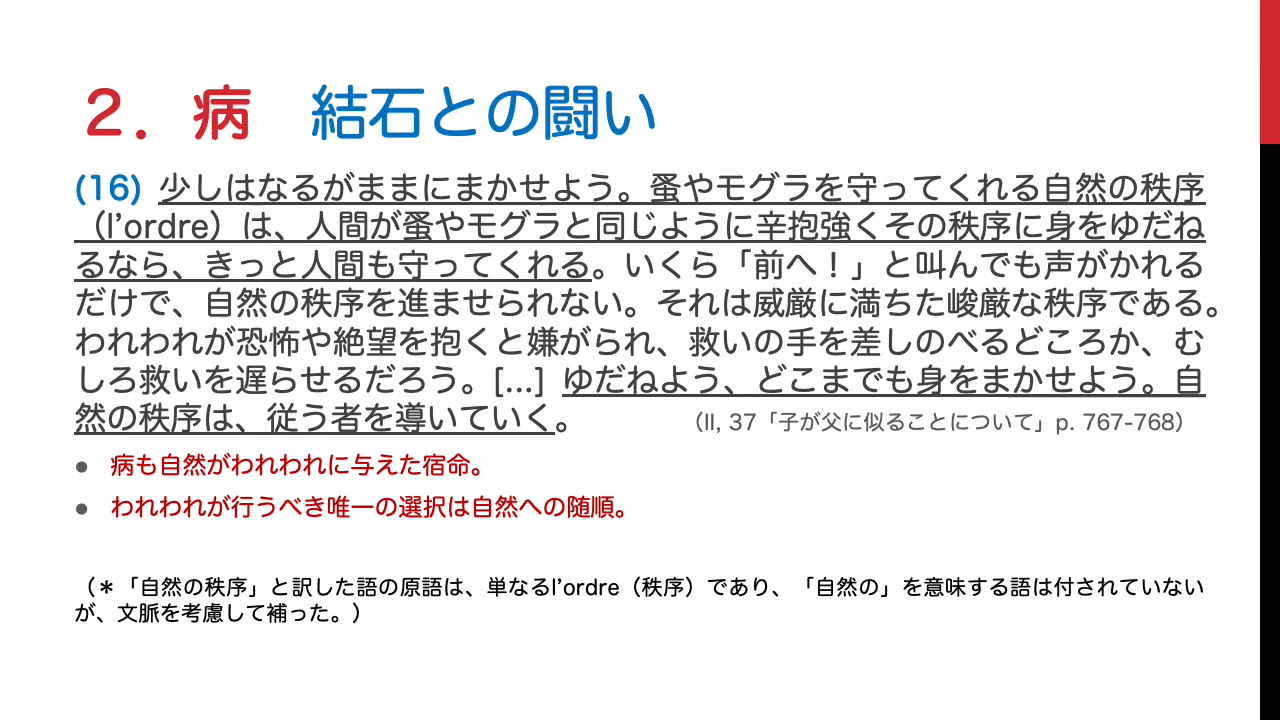 ２．病　結石との闘い
(16) 少しはなるがままにまかせよう。蚤やモグラを守ってくれる自然の秩序
（l’ordre）は、人間が蚤やモグラと同じように辛抱強くその秩序に身をゆだね
るなら、きっと人間も守ってくれる。いくら「前へ！」と叫んでも声がかれる
だけで、自然の秩序を進ませられない。それは威厳に満ちた峻厳な秩序である。
われわれが恐怖や絶望を抱くと嫌がられ、救いの手を差しのべるどころか、む
しろ救いを遅らせるだろう。[...] ゆだねよう、どこまでも身をまかせよう。自
然の秩序は、従う者を導いていく。　（II, 37「子が父に似ることについて」p. 767-768）
● 病も自然がわれわれに与えた宿命。
● われわれが行うべき唯一の選択は自然への随順。
（＊「自然の秩序」と訳した語の原語は、単なるl’ordre（秩序）であり、「自然の」を意味する語は付されていない
が、文脈を考慮して補った。）